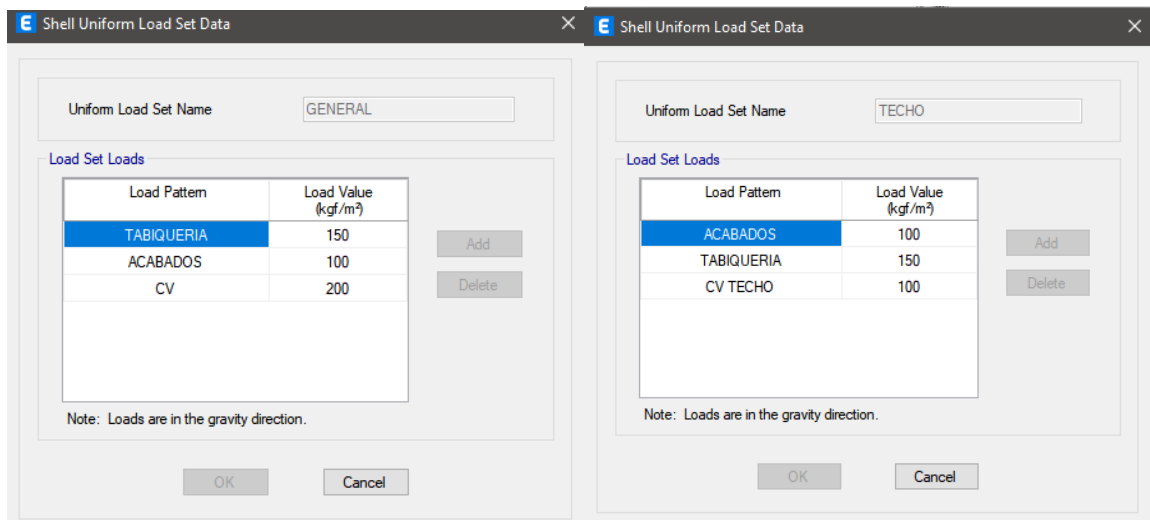 E Shell Uniform Load Set Data
Uniform Load Set Name GENERAL
Load Set Loads
Load Pattern Load Value (kgf/m²)
TABIQUERIA 150
ACABADOS 100
CV 200
Add
Delete
Note: Loads are in the gravity direction.
OK Cancel
E Shell Uniform Load Set Data
Uniform Load Set Name TECHO
Load Set Loads
Load Pattern Load Value (kgf/m²)
ACABADOS 100
TABIQUERIA 150
CV TECHO 100
Add
Delete
Note: Loads are in the gravity direction.
OK Cancel